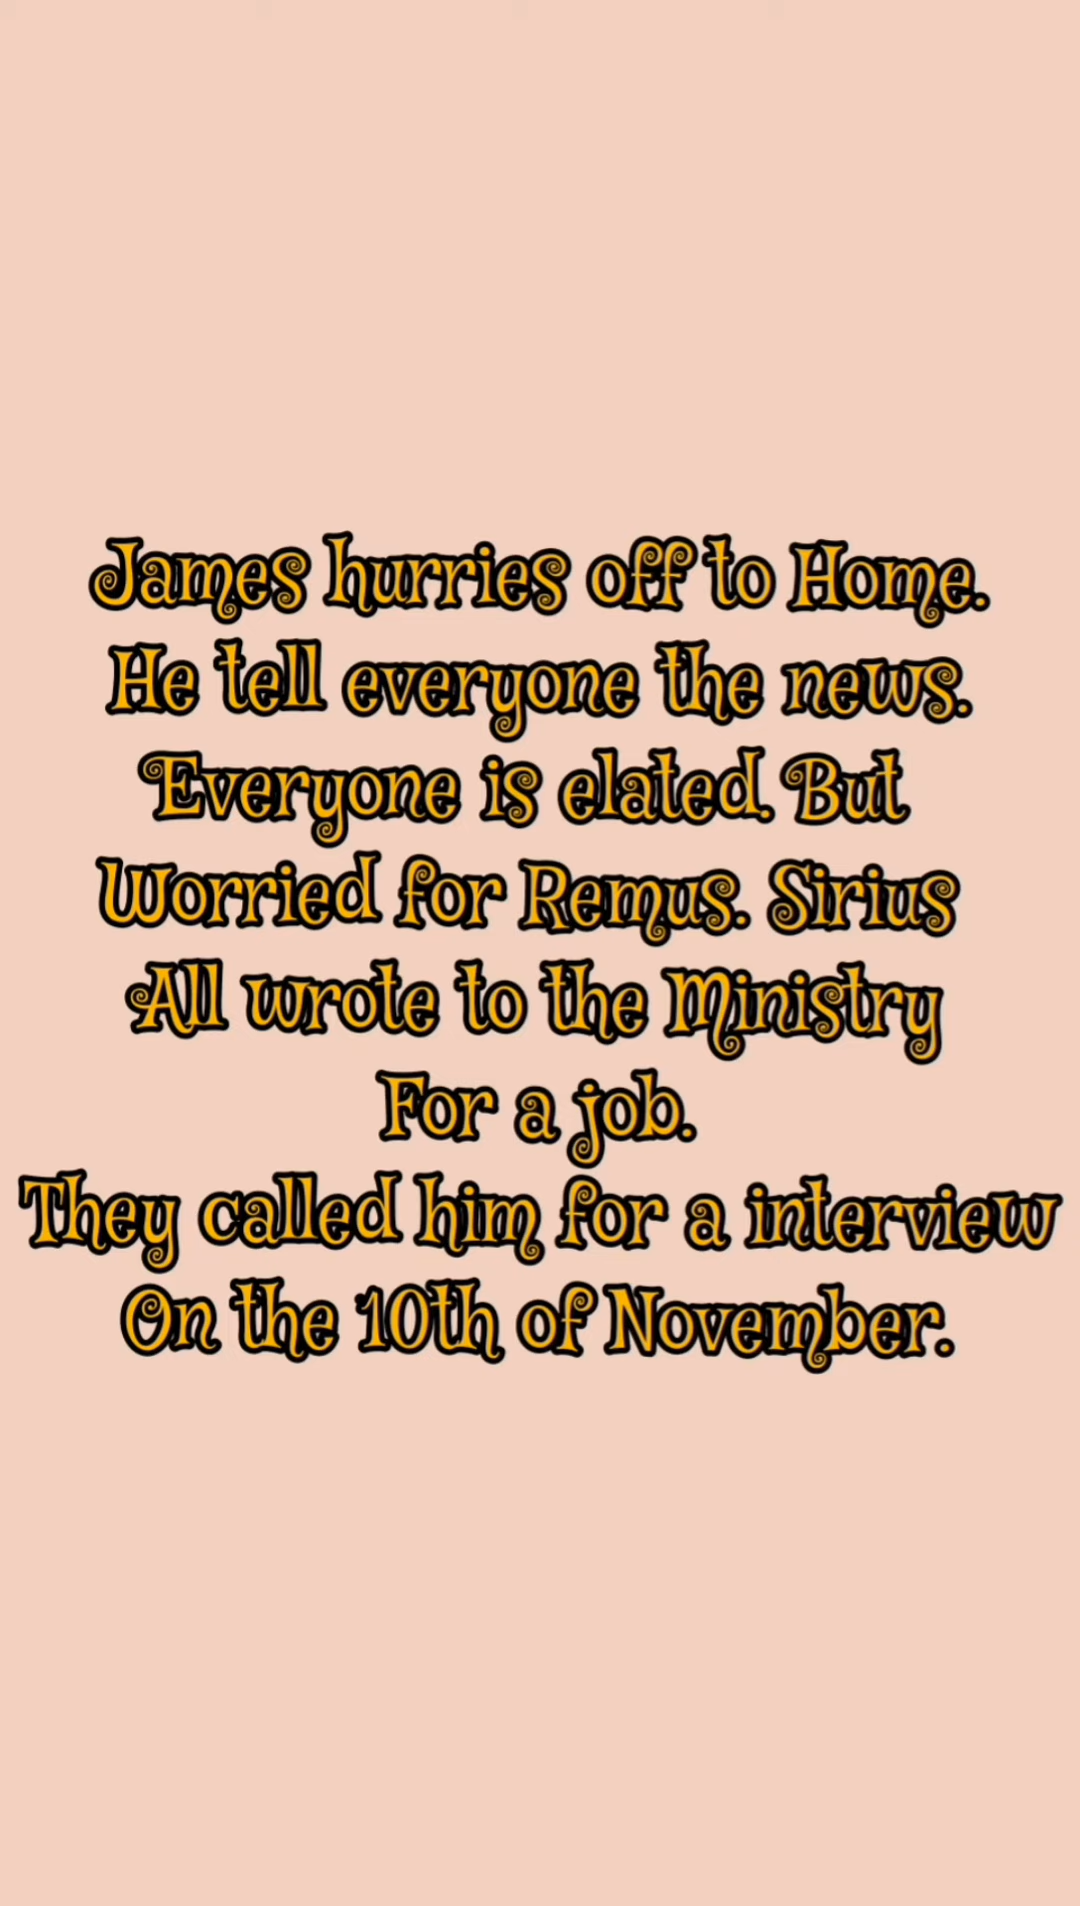 James hurries off to Home.
He tell everyone the news.
Everyone is elated. But
Worried for Remus. Sirius
All wrote to the Ministry
For a job.
They called him for a interview
On the 10th of November.